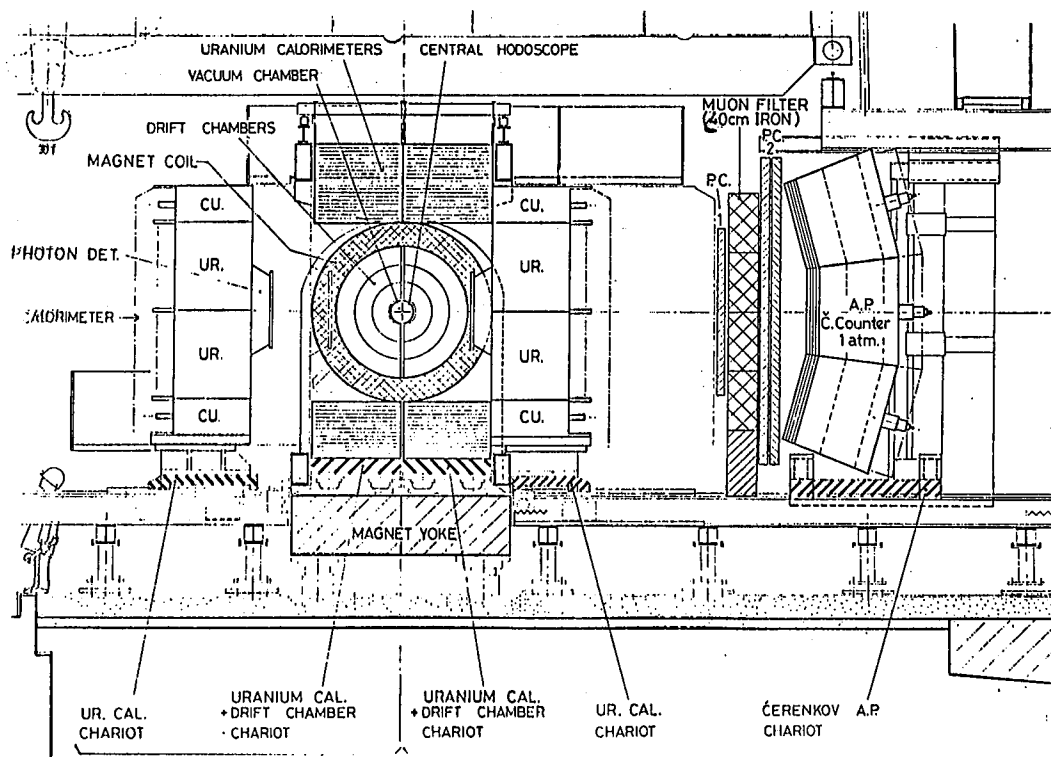 URANIUM CALORIMETERS
CENTRAL HODOSCOPE
VACUUM CHAMBER
DRIFT CHAMBERS
MAGNET COIL
MUON FILTER
(40cm IRON)
P.C.
2
P.C.
CU.
CU.
PHOTON DET.
UR.
UR.
CALORIMETER
UR.
UR.
CU.
CU.
A.P.
Č.Counter
1 atm.
MAGNET YOKE
UR. CAL.
CHARIOT
URANIUM CAL.
+DRIFT CHAMBER
CHARIOT
URANIUM CAL.
+DRIFT CHAMBER
CHARIOT
UR. CAL.
CHARIOT
ČERENKOV A.P.
CHARIOT